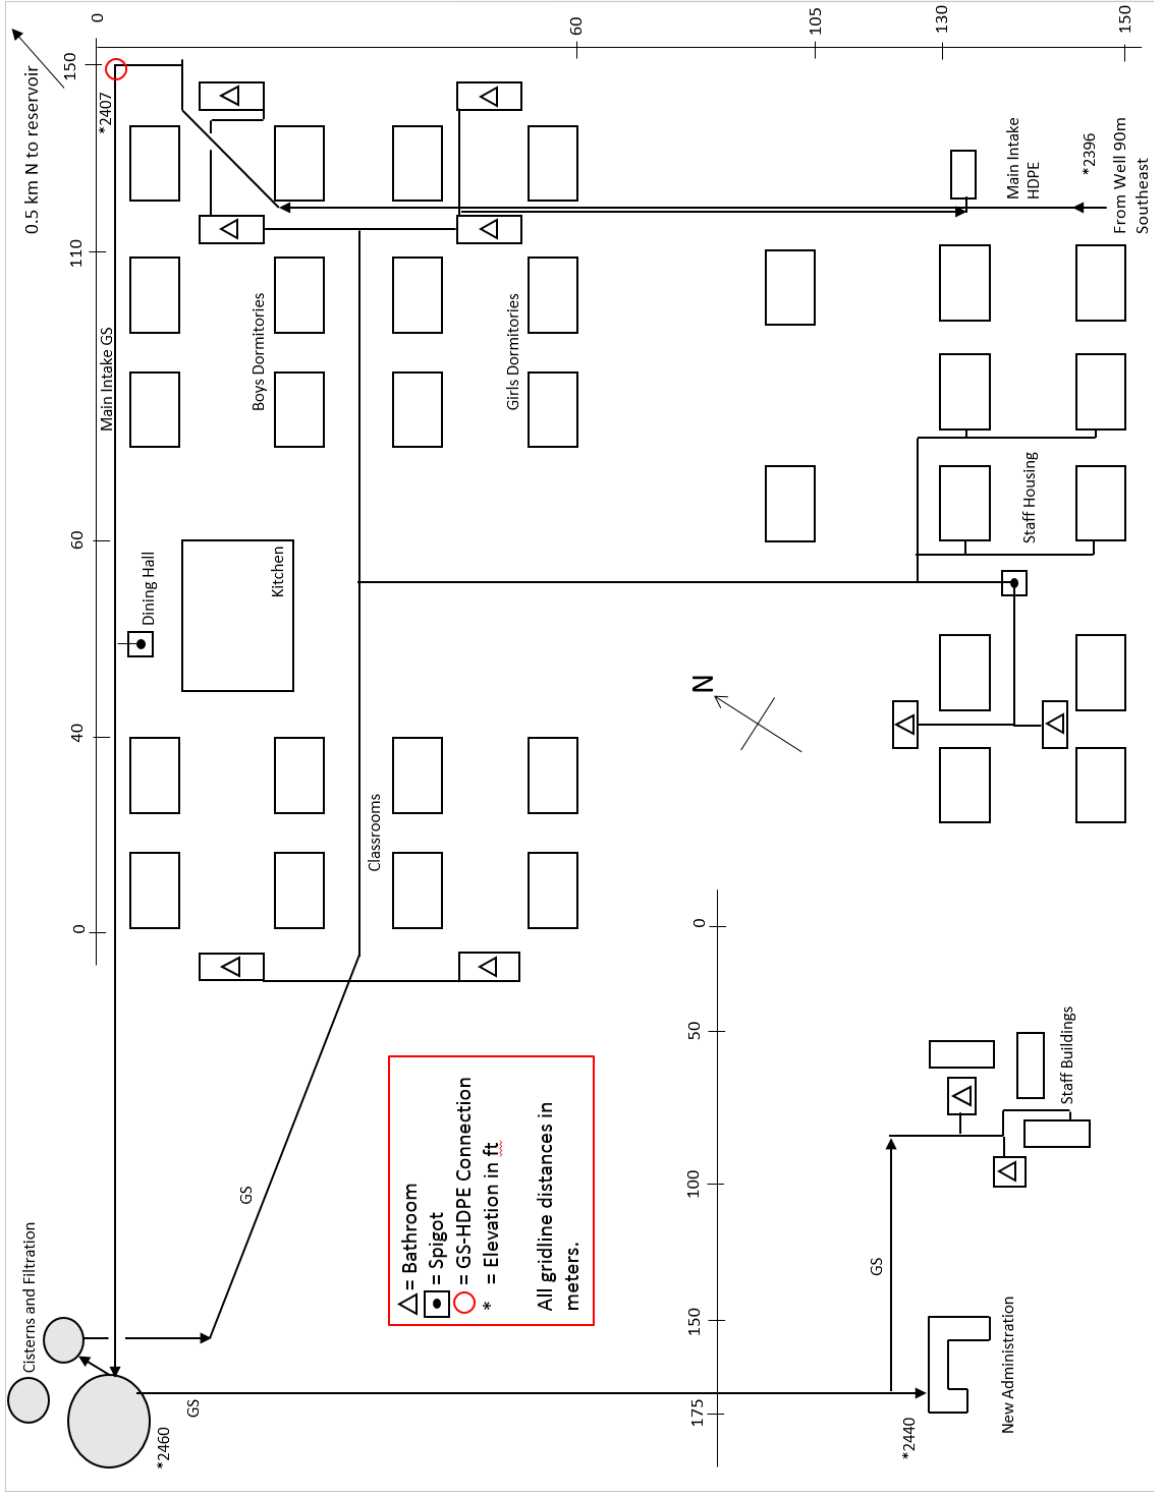 0.5 km N to reservoir
0
60
105
130
150
150
110
60
40
0
*2407
Main Intake GS
Boys Dormitories
Girls Dormitories
Dining Hall
Kitchen
Classrooms
Main Intake
HDPE
*2396
From Well 90m
Southeast
Staff Housing
N
GS
Cisterns and Filtration
*2460
GS
= Bathroom
= Spigot
= GS-HDPE Connection
* = Elevation in ft
All gridline distances in
meters.
0
50
100
150
175
GS
Staff Buildings
New Administration
*2440